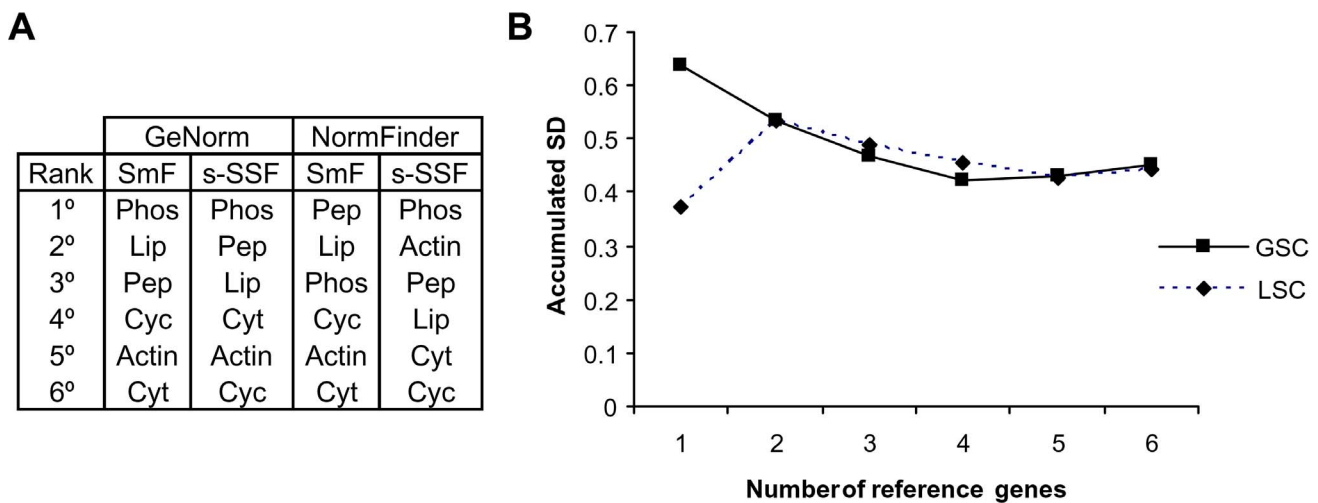 A
GeNorm NormFinder
Rank SmF s-SSF SmF s-SSF
1º Phos Phos Pep Phos
2º Lip Pep Lip Actin
3º Pep Lip Phos Pep
4º Cyc Cyt Cyc Lip
5º Actin Actin Actin Cyt
6º Cyt Cyc Cyt Cyc
B
Accumulated SD
0.7
0.6
0.5
0.4
0.3
0.2
0.1
0
1 2 3 4 5 6
Numberof reference genes
GSC
LSC